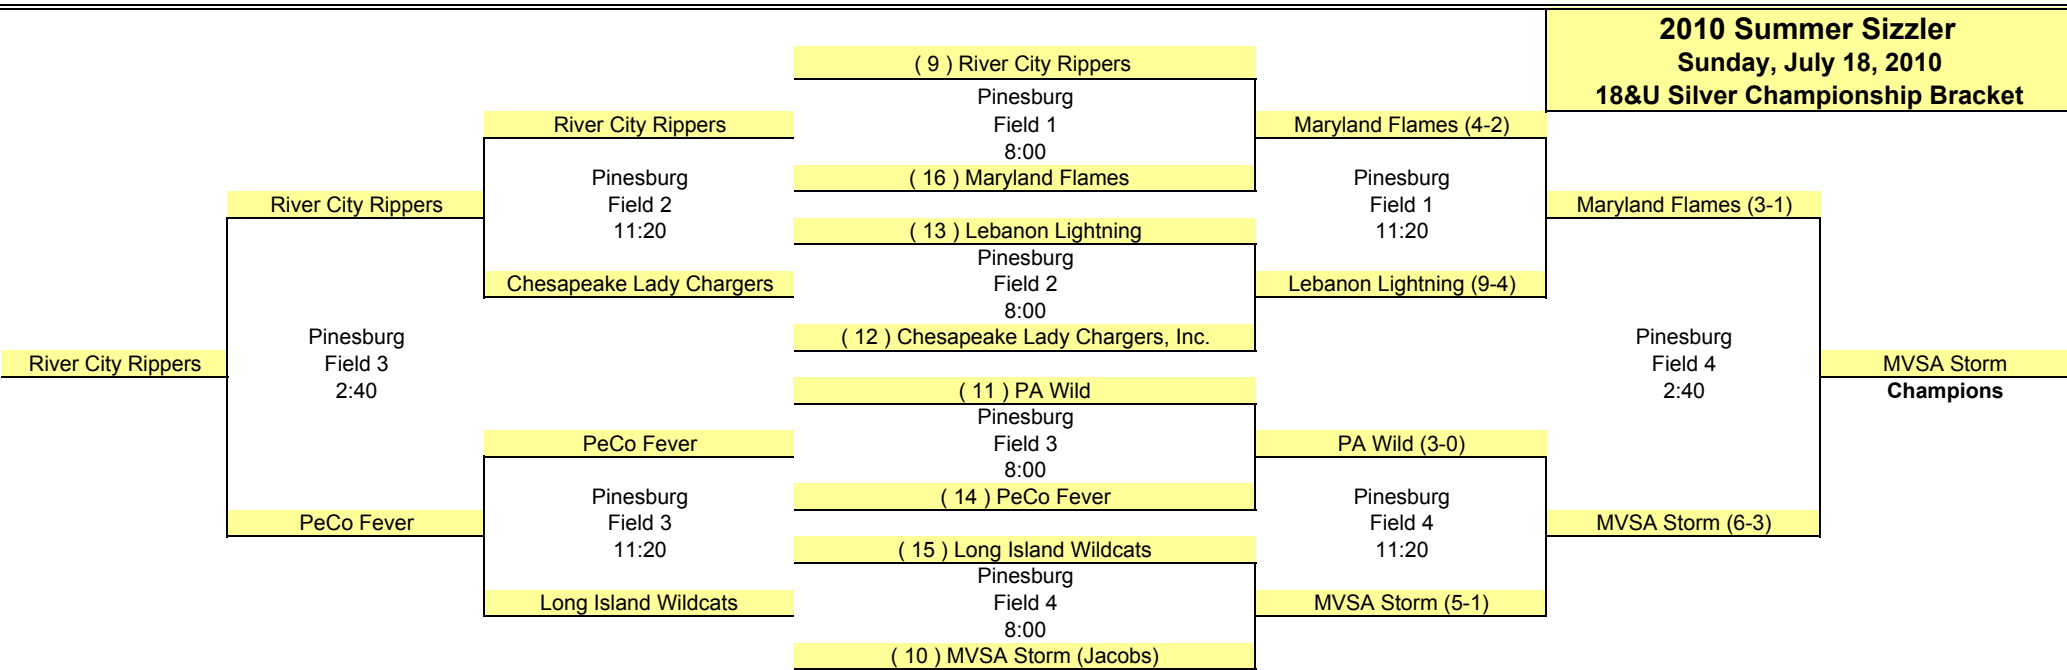 2010 Summer Sizzler
Sunday, July 18, 2010
18&U Silver Championship Bracket
( 9 ) River City Rippers
Pinesburg
Field 1
8:00
( 16 ) Maryland Flames
River City Rippers
Pinesburg
Field 2
11:20
Chesapeake Lady Chargers
Maryland Flames (4-2)
Pinesburg
Field 1
11:20
Lebanon Lightning (9-4)
River City Rippers
Maryland Flames (3-1)
( 13 ) Lebanon Lightning
Pinesburg
Field 2
8:00
( 12 ) Chesapeake Lady Chargers, Inc.
River City Rippers
Pinesburg
Field 3
2:40
Pinesburg
Field 4
2:40
MVSA Storm
Champions
( 11 ) PA Wild
Pinesburg
Field 3
8:00
( 14 ) PeCo Fever
PeCo Fever
Pinesburg
Field 3
11:20
Long Island Wildcats
PA Wild (3-0)
Pinesburg
Field 4
11:20
MVSA Storm (5-1)
PeCo Fever
MVSA Storm (6-3)
( 15 ) Long Island Wildcats
Pinesburg
Field 4
8:00
( 10 ) MVSA Storm (Jacobs)